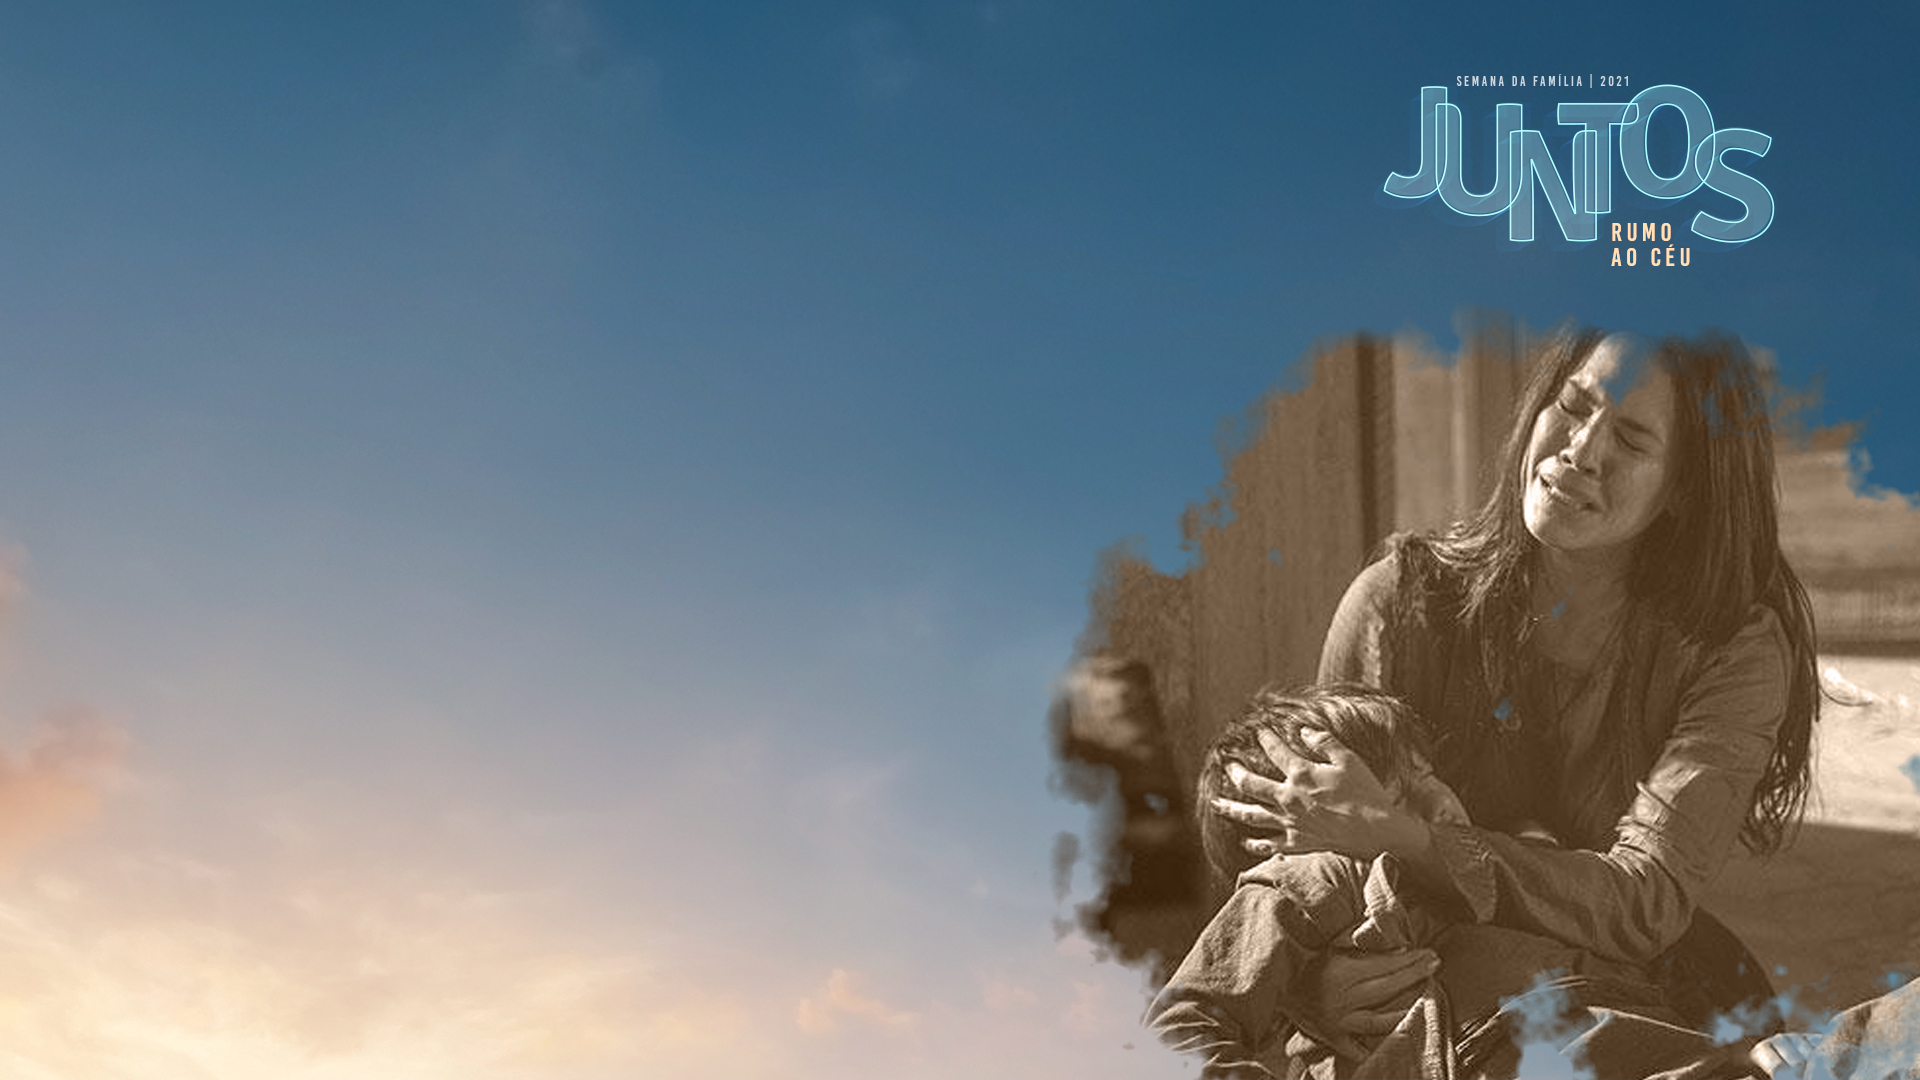 SEMANA DA FAMÍLIA | 2021
JUNTOS
RUMO
AO CÉU